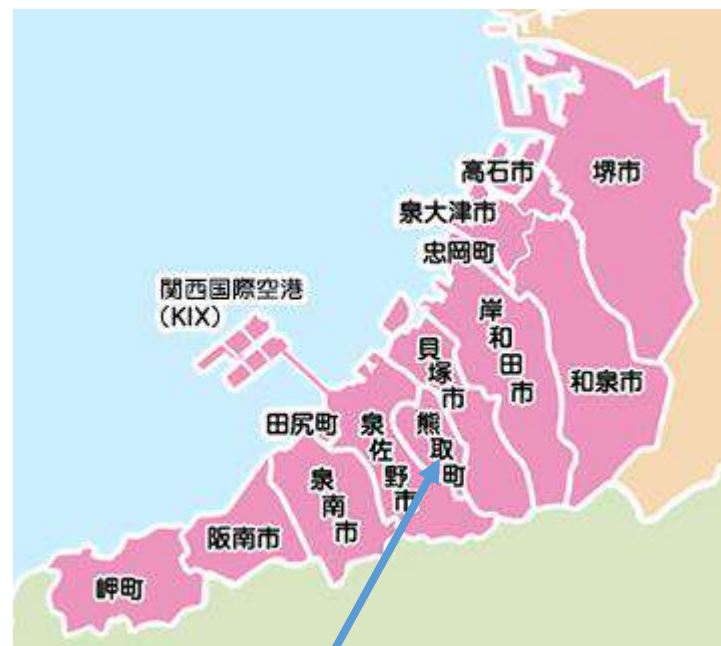 高石市
堺市
泉大津市
忠岡町
関西国際空港
(KIX)
岸和田市
貝塚市
和泉市
熊取町
田尻町
泉佐野市
泉南市
阪南市
岬町